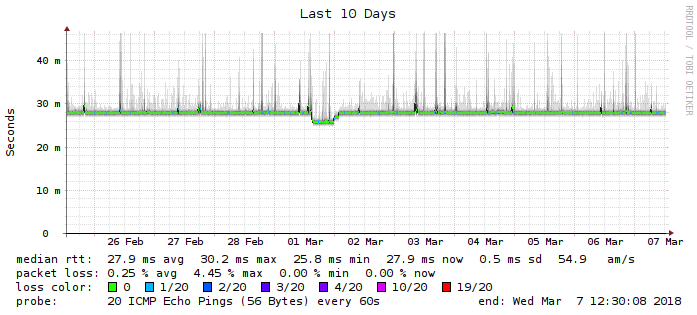 Last 10 Days
RRDTOOL / TOBI OETIKER
Seconds
40 m
30 m
20 m
10 m
0
26 Feb 27 Feb 28 Feb 01 Mar 02 Mar 03 Mar 04 Mar 05 Mar 06 Mar 07 Mar
median rtt: 27.9 ms avg 30.2 ms max 25.8 ms min 27.9 ms now 0.5 ms sd 54.9 am/s
packet loss: 0.25 % avg 4.45 % max 0.00 % min 0.00 % now
loss color: 0 1/20 2/20 3/20 4/20 10/20 19/20
probe: 20 ICMP Echo Pings (56 Bytes) every 60s end: Wed Mar 7 12:30:08 2018